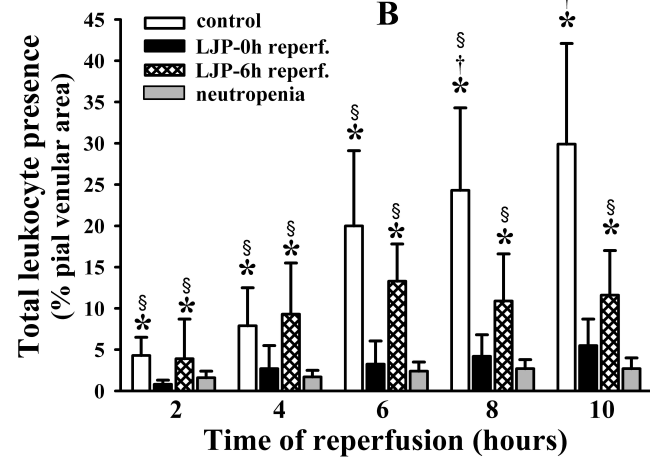 B
control
LJP-0h reperf.
LJP-6h reperf.
neutropenia
Total leukocyte presence
(% pial venular area)
45
40
35
30
25
20
15
10
5
0
§ * § *
§ * § *
§ * § *
§ † * § *
† * § *
2 4 6 8 10
Time of reperfusion (hours)